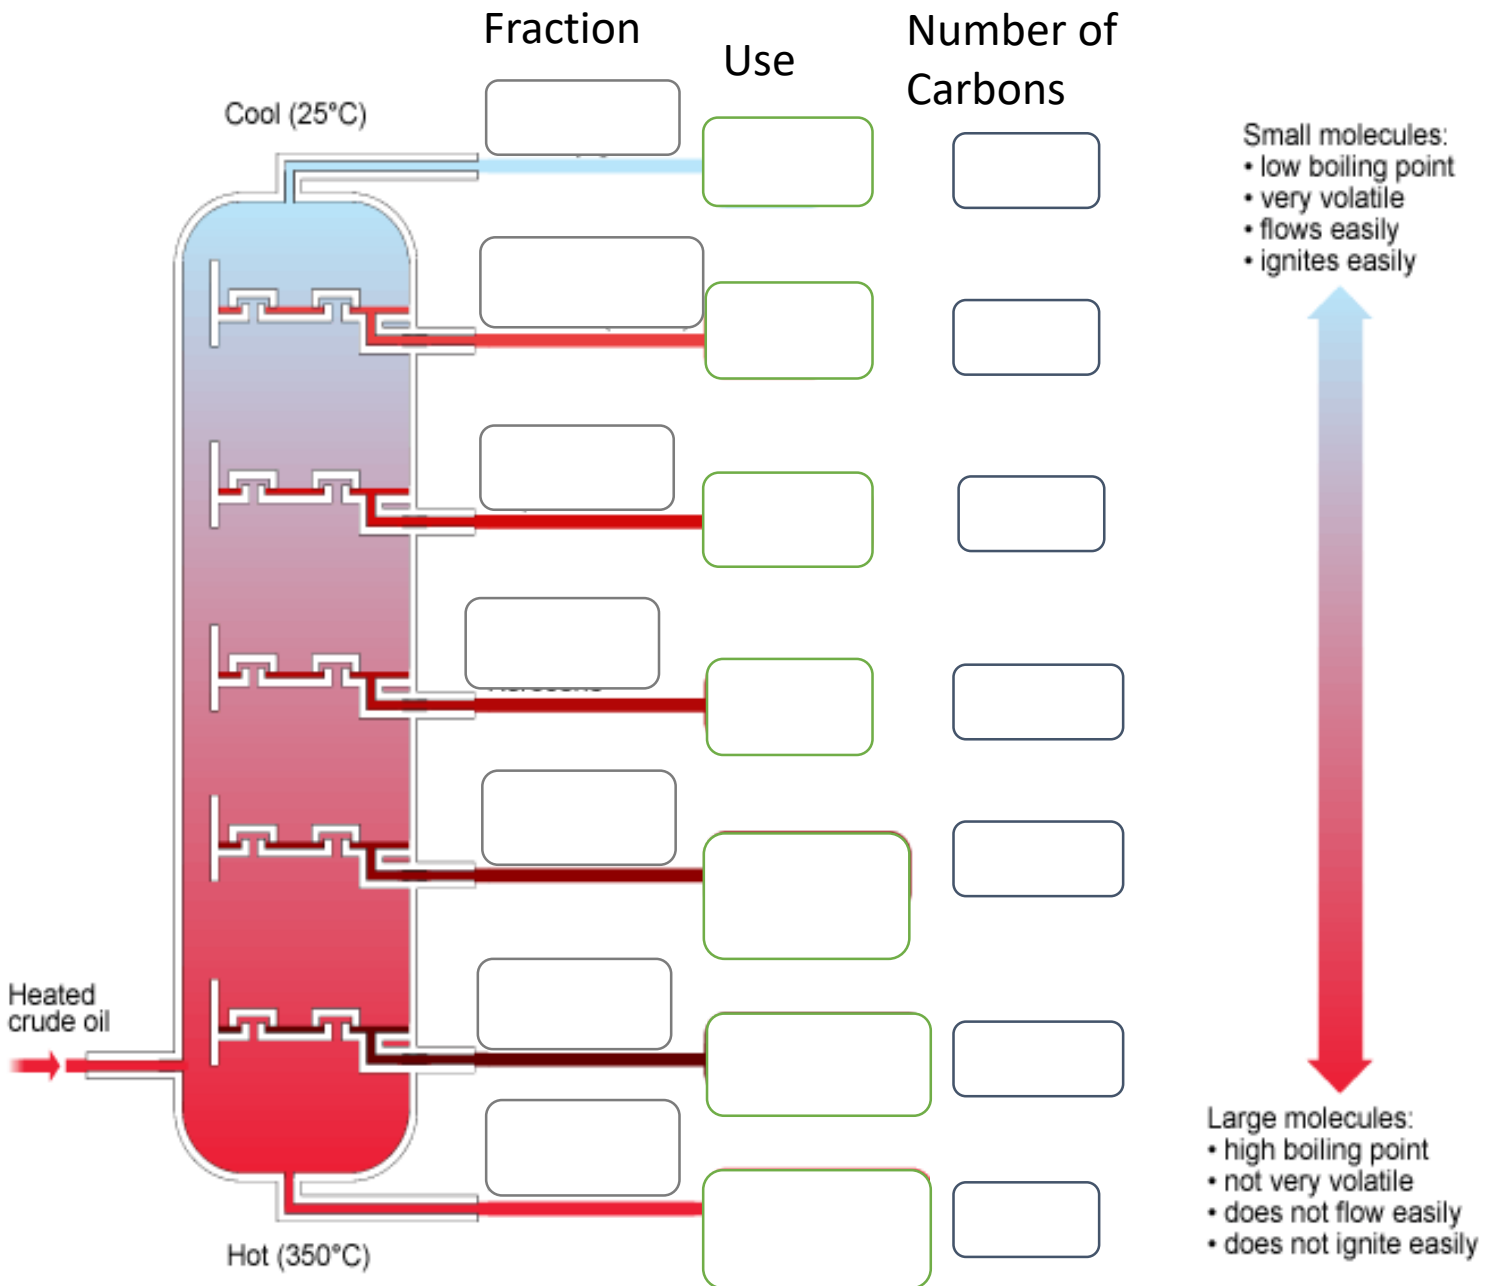 Fraction
Use
Number of
Carbons
Cool (25°C)
Small molecules:
• low boiling point
• very volatile
• flows easily
• ignites easily
Heated
crude oil
Large molecules:
• high boiling point
• not very volatile
• does not flow easily
• does not ignite easily
Hot (350°C)